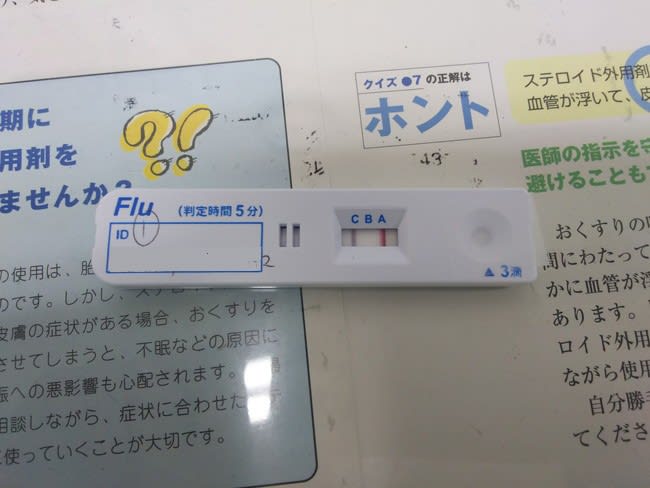 期に
用剤を
ませんか?
?!
の使用は、胎
のです。しかし、ステロイド
皮膚の症状がある場合、おくすりを
させてしまうと、不眠などの原因に
振への悪影響も心配されます。
相談しながら、症状に合わせた
に使っていくことが大切です。
クイズ●7の正解は
ホント
ステロイド外用剤
血管が浮いて、皮
医師の指示を守
避けることもで
おくすりの
間にわたって
かに血管が浮
あります。
ロイド外用
ながら使用
自分勝手
てくださ
Flu (判定時間5分)
ID 1
C B A
▲3滴